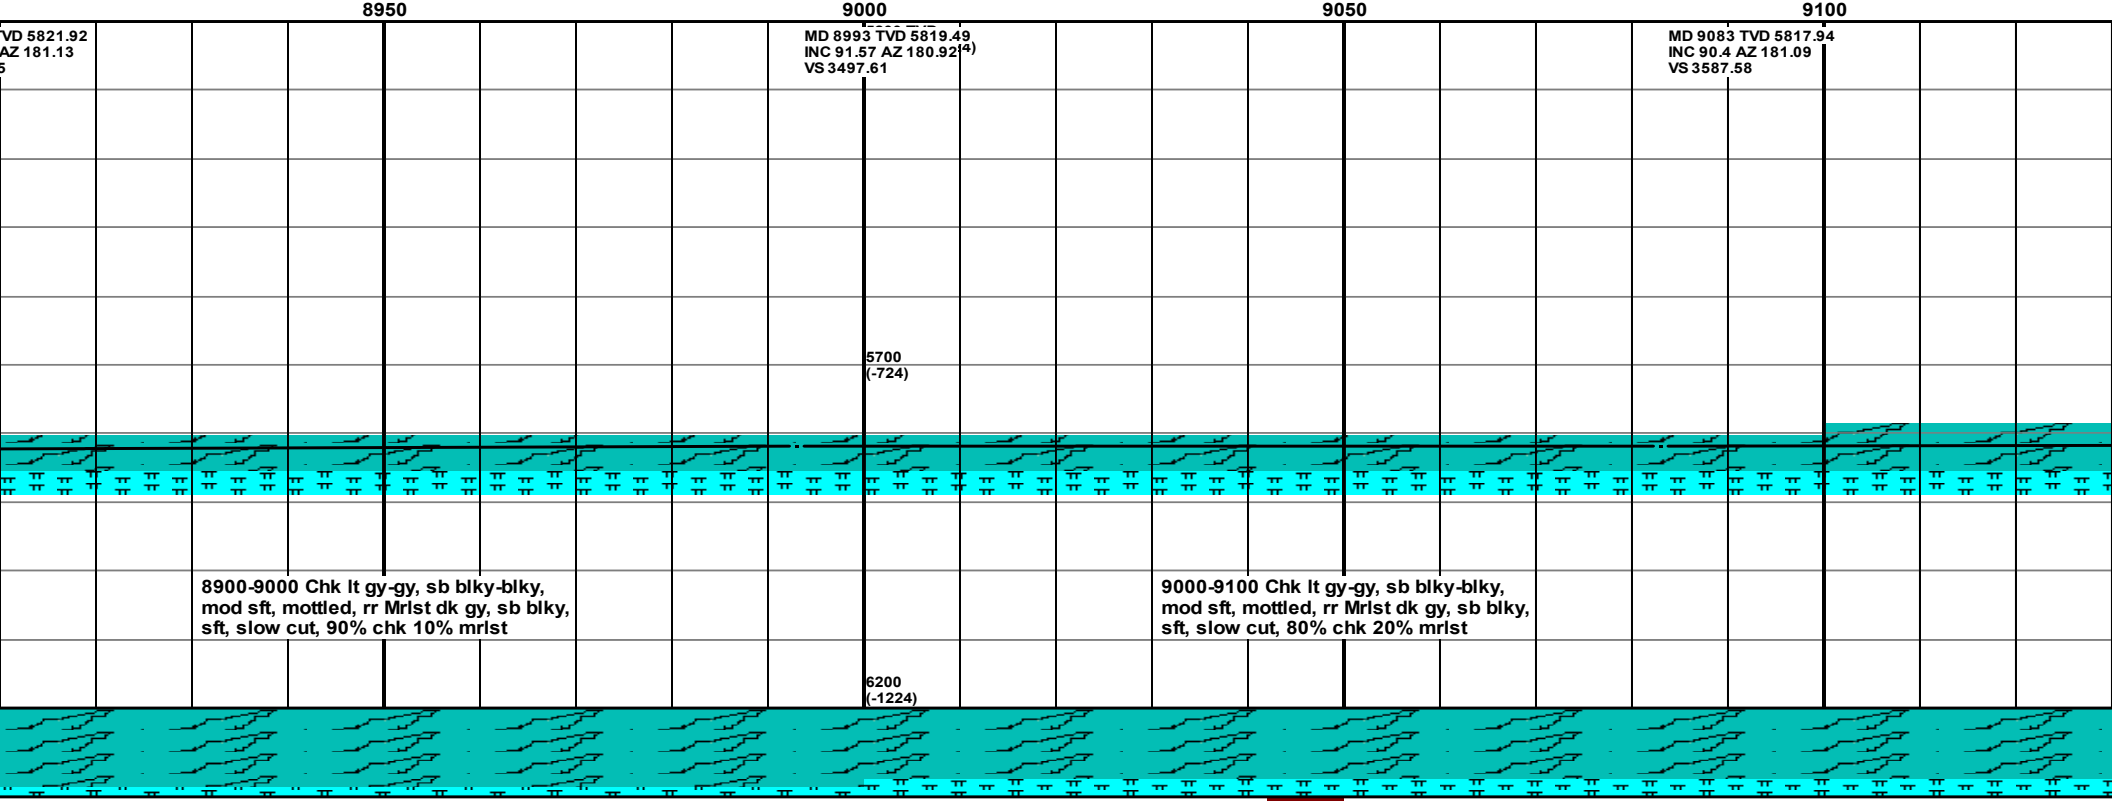 8950 9000 9050 9100
VD 5821.92
AZ 181.13
5
MD 8993 TVD 5819.49
INC 91.57 AZ 180.92
VS 3497.61
MD 9083 TVD 5817.94
INC 90.4 AZ 181.09
VS 3587.58
5700
(-724)
8900-9000 Chk lt gy-gy, sb blky-blky,
mod sft, mottled, rr Mrlst dk gy, sb blky,
sft, slow cut, 90% chk 10% mrlst
9000-9100 Chk lt gy-gy, sb blky-blky,
mod sft, mottled, rr Mrlst dk gy, sb blky,
sft, slow cut, 80% chk 20% mrlst
6200
(-1224)